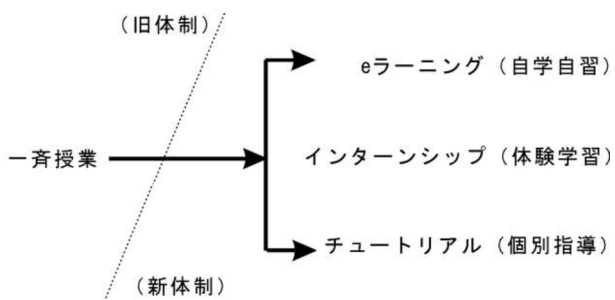 （旧体制）
eラーニング（自学自習）
一斉授業
インターンシップ（体験学習）
チュートリアル（個別指導）
（新体制）